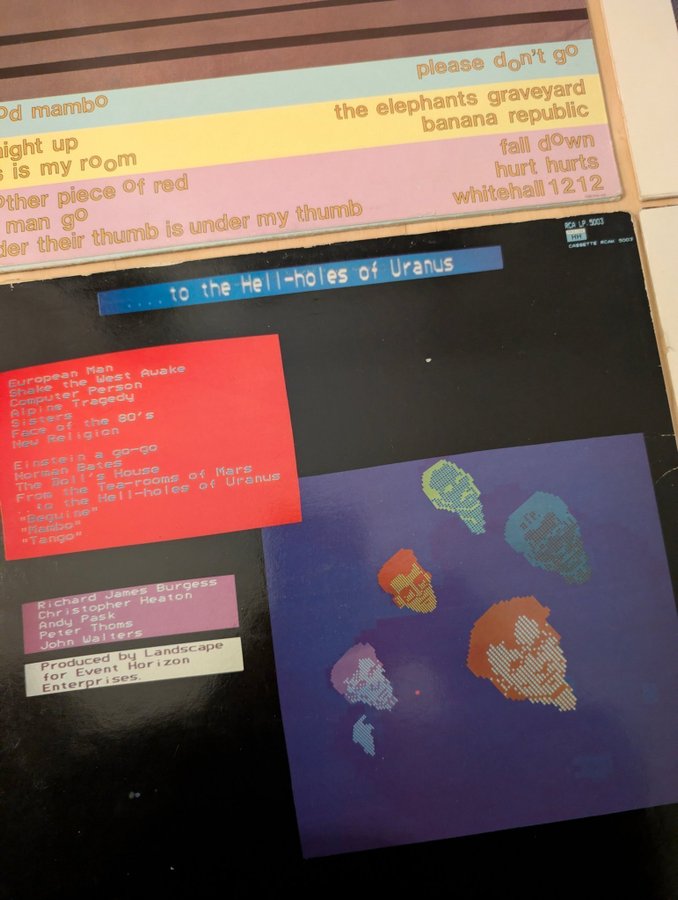 please don't go
od mambo
the elephants graveyard
banana republic
night up
s is my room
fall down
hurt hurts
whitehall 1212
other piece of red
man go
der their thumb is under my thumb
RCA LP 5003
CASSETTE RCAK 5003
....to the Hell-holes of Uranus
European Man
Shake the West Awake
Computer Person
Alpine Tragedy
Sisters
Face of the 80's
New Religion
Einstein a go-go
Norman Bates
The Doll's House
From the Tea-rooms of Mars
..to the Hell-holes of Uranus
"Beguine"
"Mambo"
"Tango"
Richard James Burgess
Christopher Heaton
Andy Pask
Peter Thoms
John Walters
Produced by Landscape
for Event Horizon
Enterprises.